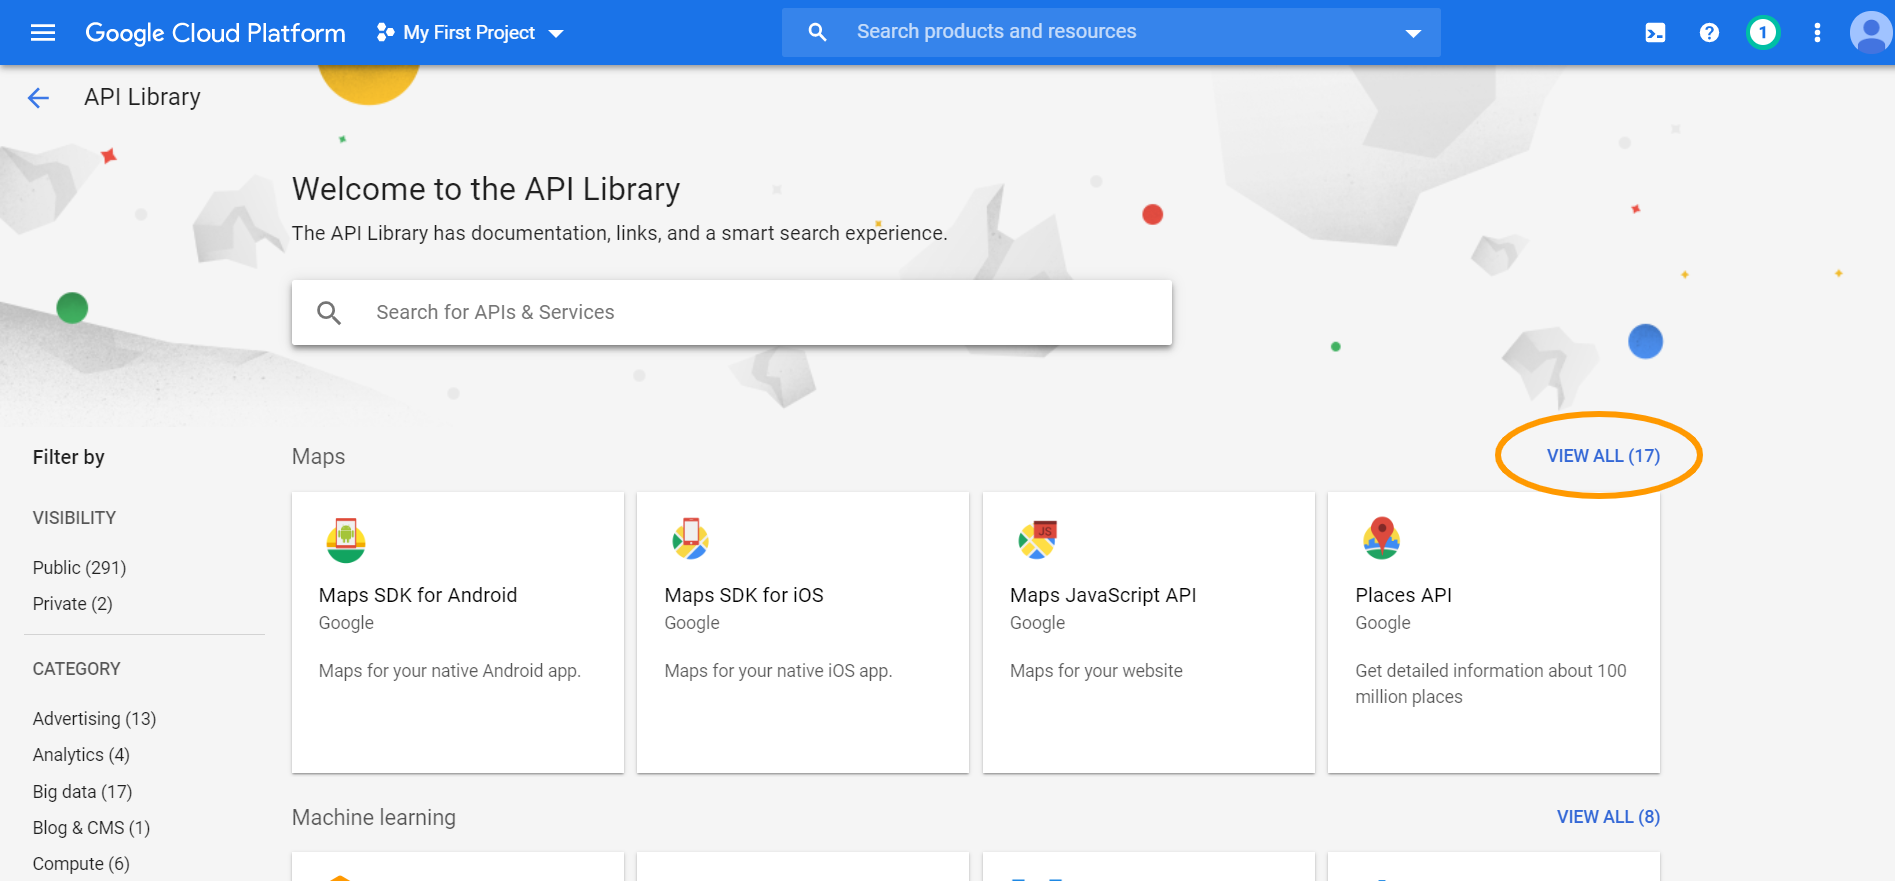 Google Cloud Platform
My First Project
Search products and resources
?
1
API Library
Welcome to the API Library
The API Library has documentation, links, and a smart search experience.
Search for APIs & Services
Filter by
VISIBILITY
Public (291)
Private (2)
CATEGORY
Advertising (13)
Analytics (4)
Big data (17)
Blog & CMS (1)
Compute (6)
Maps
VIEW ALL (17)
Maps SDK for Android
Google
Maps for your native Android app.
Maps SDK for iOS
Google
Maps for your native iOS app.
JS
Maps JavaScript API
Google
Maps for your website
Places API
Google
Get detailed information about 100
million places
Machine learning
VIEW ALL (8)